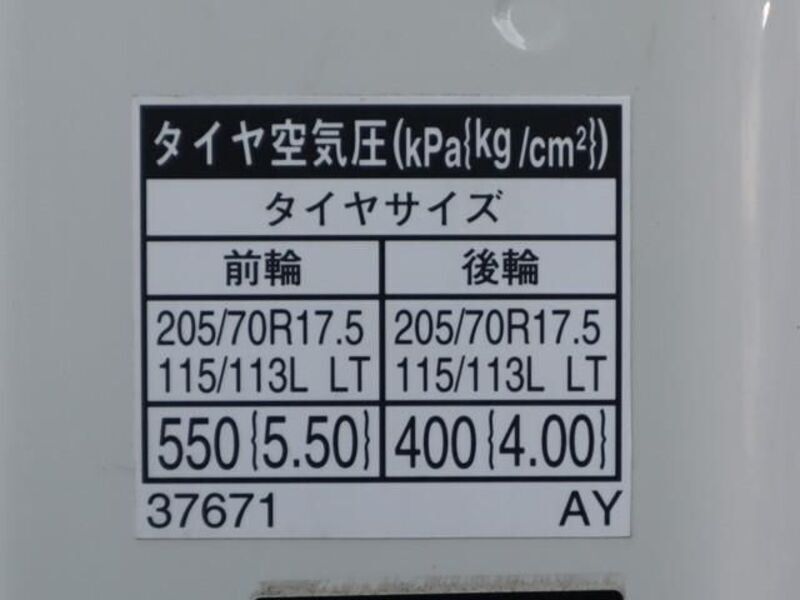 タイヤ空気圧(kPa{kg/cm²})
タイヤサイズ
前輪 後輪
205/70R17.5 205/70R17.5
115/113L LT 115/113L LT
550{5.50} 400{4.00}
37671 AY